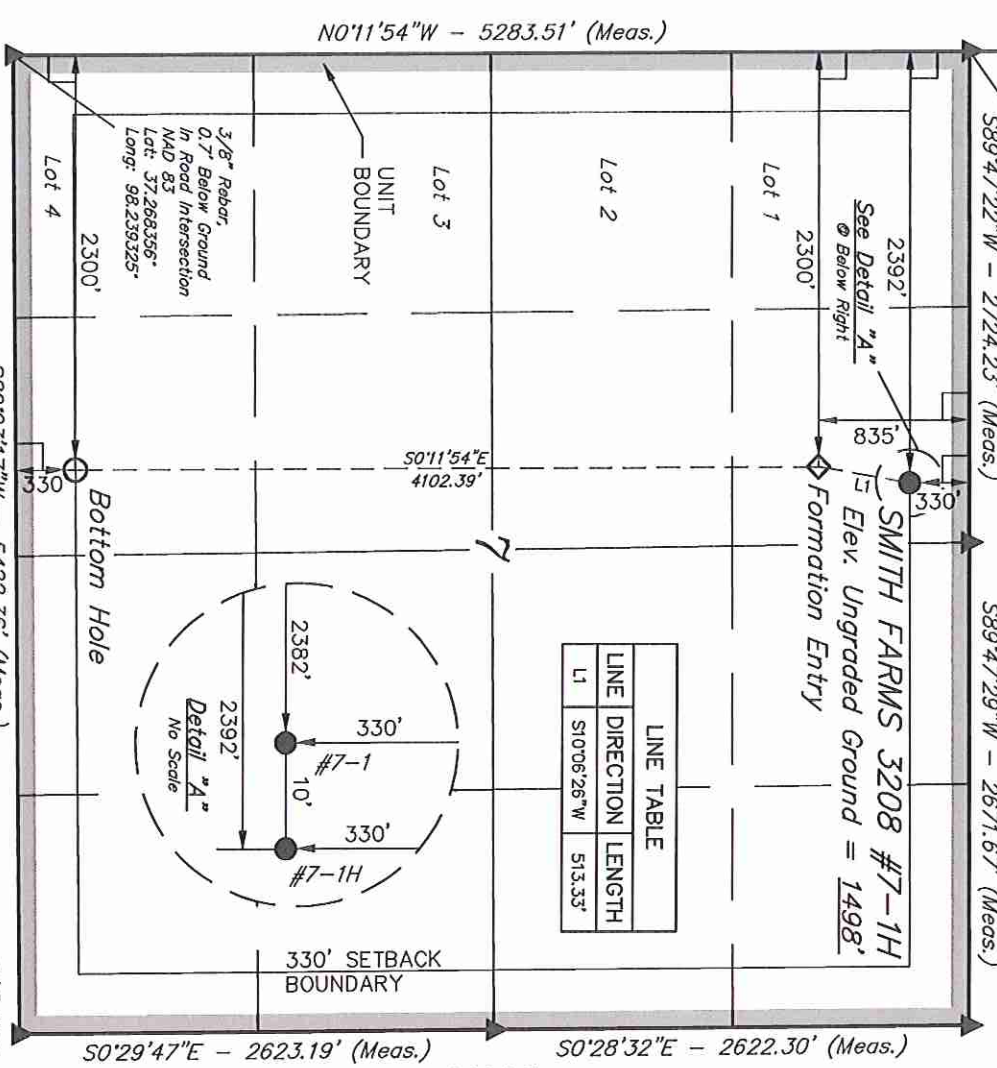 N0°11'54"W - 5283.51' (Meas.)
S89°47'22"W - 2724.23' (Meas.)
S89°47'29"W - 2671.67' (Meas.)
3/8" Rebar,
0.7' Below Ground
in Road Intersection
NAD 83
Lat: 37.268356°
Long: 98.239325°
UNIT
BOUNDARY
Lot 4
Lot 3
Lot 2
Lot 1
2300'
2300'
2392'
See Detail "A"
@ Below Right
835'
330'
L1
330'
S0°11'54"E
4102.39'
7
SMITH FARMS 3208 #7-1H
Elev. Ungraded Ground = 1498'
Formation Entry
Bottom Hole
LINE TABLE
LINE DIRECTION LENGTH
L1 S10°06'26"W 513.33'
2382'
330'
#7-1
10'
2392'
330'
#7-1H
Detail "A"
No Scale
330' SETBACK
BOUNDARY
S0°29'47"E - 2623.19' (Meas.)
S0°28'32"E - 2622.30' (Meas.)